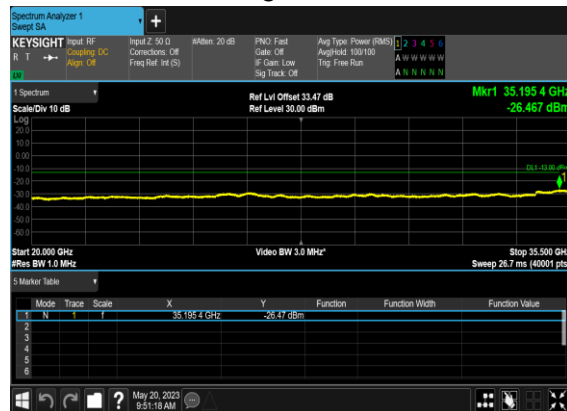 Spectrum Analyzer 1
Swept SA
+
KEYSIGHT Input: RF Input Z: 50 Ω #Atten: 20 dB PNO: Fast Avg Type: Power (RMS) 1 2 3 4 5 6
R T Coupling: DC Corrections: Off Gate: Off Avg|Hold: 100/100 A W W W W W
Align: Off Freq Ref: Int (S) IF Gain: Low Trig: Free Run
LXI Sig Track: Off A N N N N N
1 Spectrum Ref Lvl Offset 33.47 dB Mkr1 35.195 4 GHz
Scale/Div 10 dB Ref Level 30.00 dBm -26.467 dBm
Log
20.0
10.0
0.00
-10.0
DL1 -13.00 dBm
-20.0
1
-30.0
-40.0
-50.0
-60.0
Start 20.000 GHz Video BW 3.0 MHz* Stop 35.500 GHz
#Res BW 1.0 MHz Sweep 26.7 ms (40001 pts)
5 Marker Table
Mode Trace Scale X Y Function Function Width Function Value
1 N 1 f 35.195 4 GHz -26.47 dBm
2
3
4
5
6
? May 20, 2023
9:51:18 AM